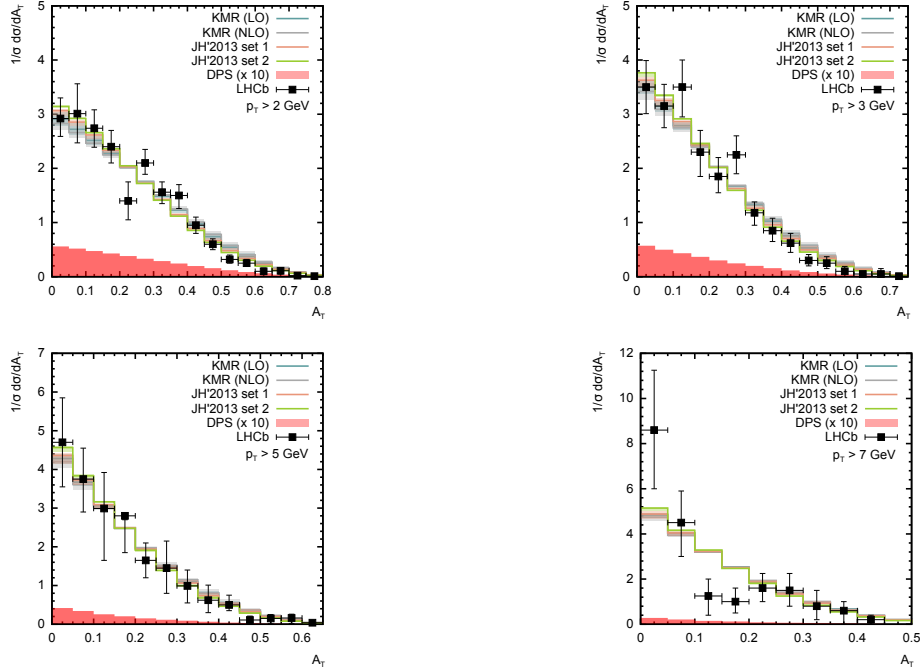 5
4
3
2
1
0
0
0.1
0.2
0.3
0.4
0.5
0.6
0.7
0.8
1/σ dσ/dA_T
A_T
KMR (LO)
KMR (NLO)
JH'2013 set 1
JH'2013 set 2
DPS (x 10)
LHCb
p_T > 2 GeV
5
4
3
2
1
0
0
0.1
0.2
0.3
0.4
0.5
0.6
0.7
1/σ dσ/dA_T
A_T
KMR (LO)
KMR (NLO)
JH'2013 set 1
JH'2013 set 2
DPS (x 10)
LHCb
p_T > 3 GeV
7
6
5
4
3
2
1
0
0
0.1
0.2
0.3
0.4
0.5
0.6
1/σ dσ/dA_T
A_T
KMR (LO)
KMR (NLO)
JH'2013 set 1
JH'2013 set 2
DPS (x 10)
LHCb
p_T > 5 GeV
12
10
8
6
4
2
0
0
0.1
0.2
0.3
0.4
0.5
1/σ dσ/dA_T
A_T
KMR (LO)
KMR (NLO)
JH'2013 set 1
JH'2013 set 2
DPS (x 10)
LHCb
p_T > 7 GeV